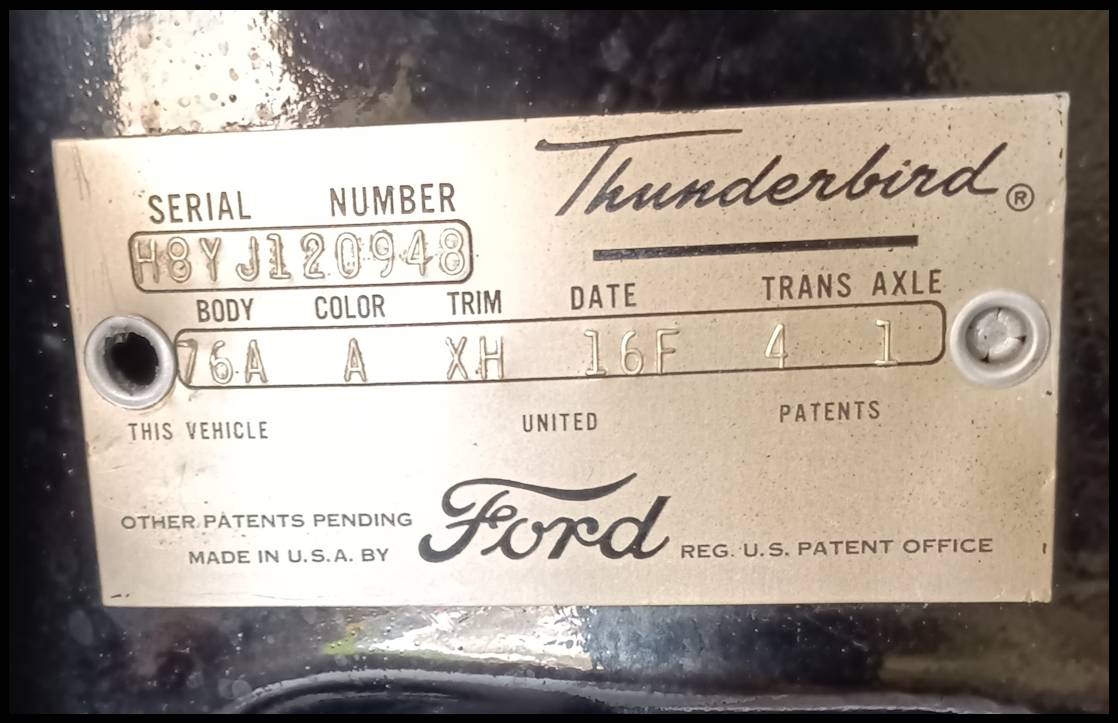 Thunderbird®
SERIAL NUMBER
H8YJ120948
BODY COLOR TRIM DATE TRANS AXLE
76A A XH 16F 4 1
THIS VEHICLE UNITED PATENTS
OTHER PATENTS PENDING
MADE IN U.S.A. BY Ford REG. U.S. PATENT OFFICE